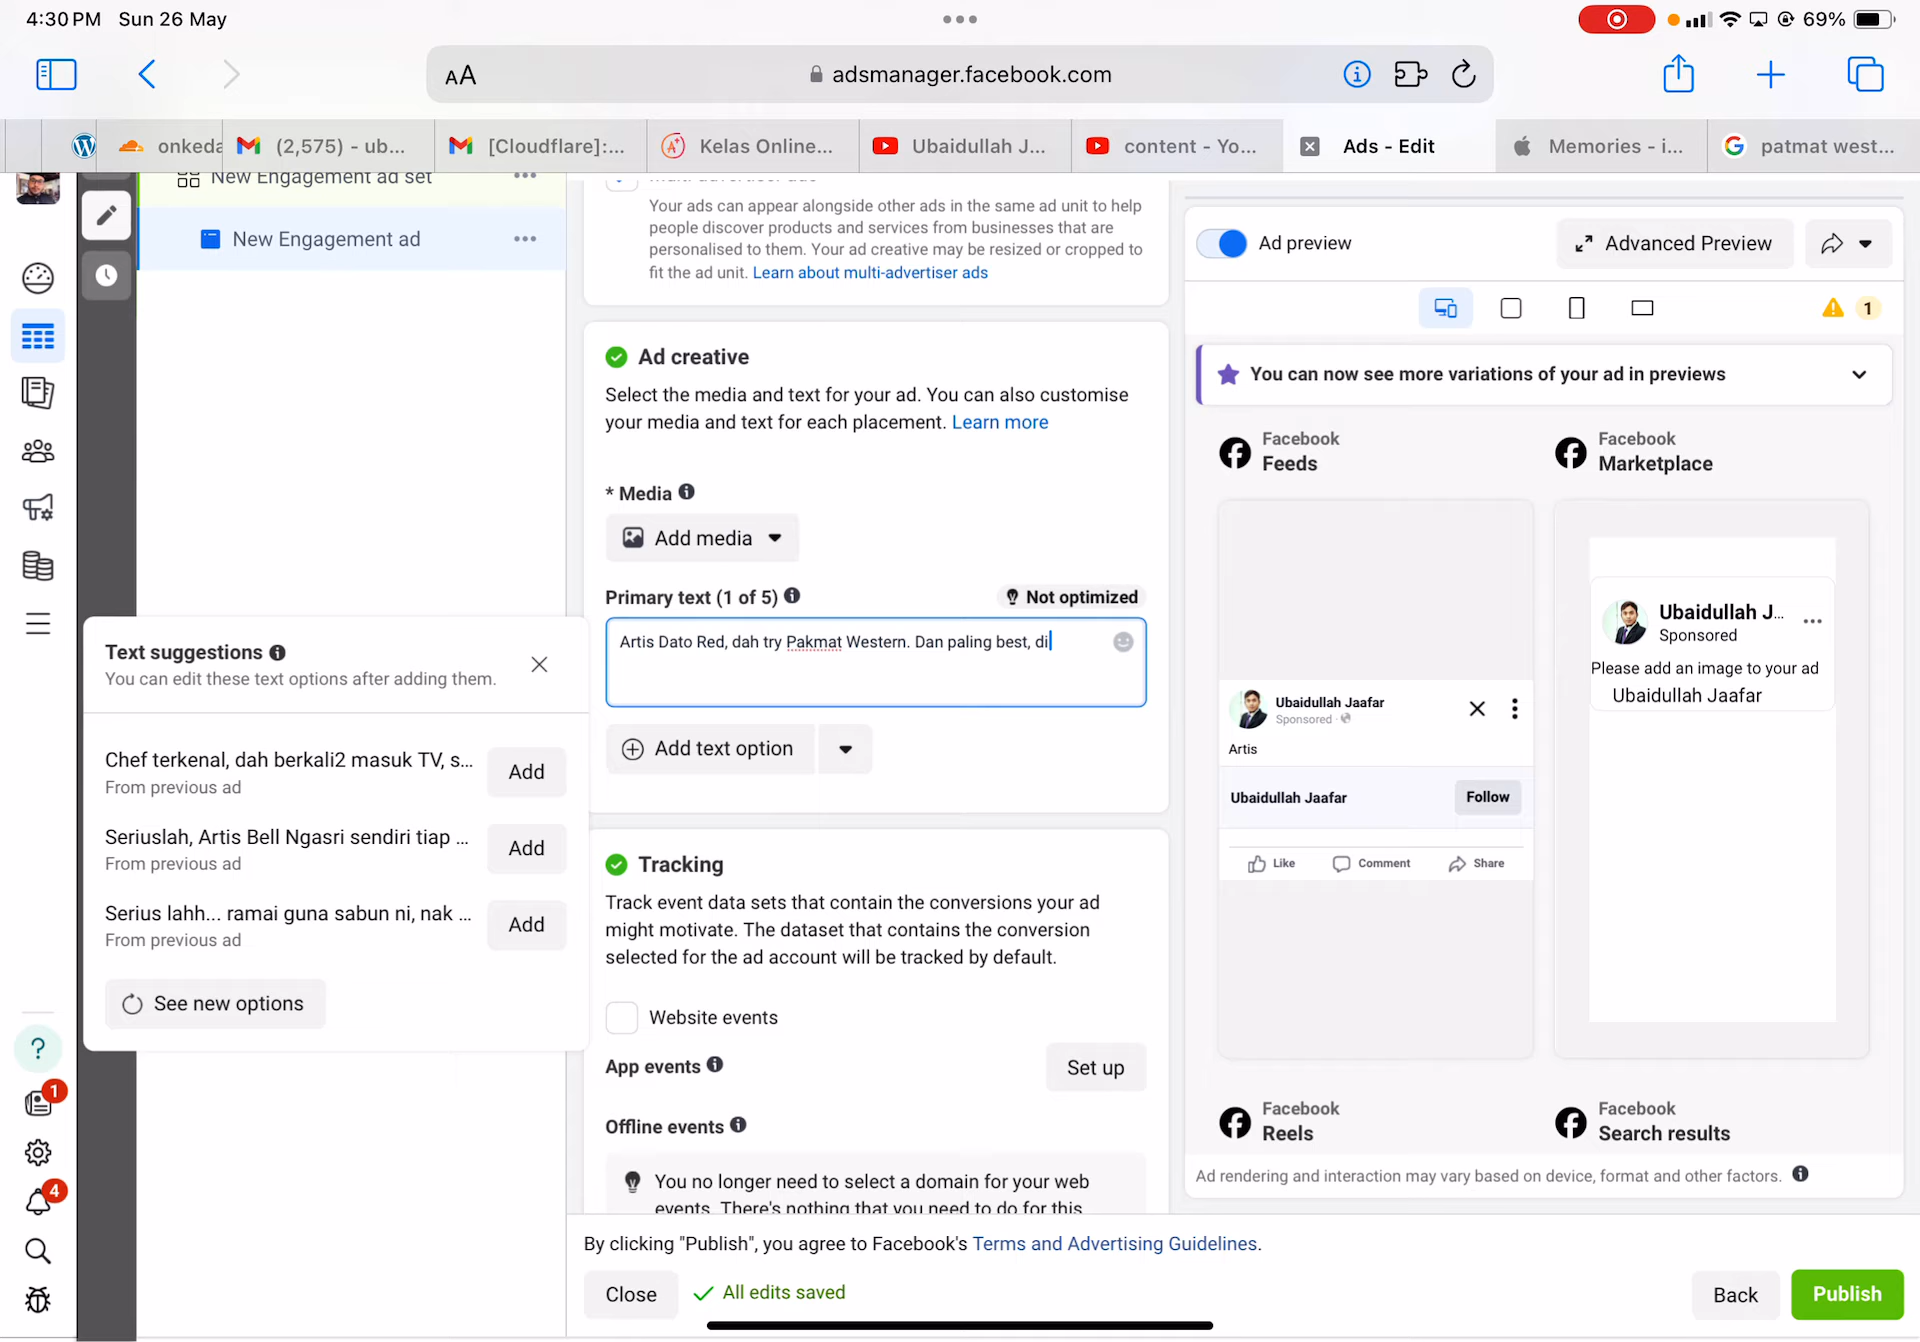 4:30 PM Sun 26 May
69%
AA
adsmanager.facebook.com
onkeda
(2,575) - ub...
[Cloudflare]:...
Kelas Online...
Ubaidullah J...
content - Yo...
Ads - Edit
Memories - i...
patmat west...
New Engagement ad set
New Engagement ad
Multi-advertiser ads
Your ads can appear alongside other ads in the same ad unit to help
people discover products and services from businesses that are
personalised to them. Your ad creative may be resized or cropped to
fit the ad unit. Learn about multi-advertiser ads
Ad creative
Select the media and text for your ad. You can also customise
your media and text for each placement. Learn more
* Media
Add media
Primary text (1 of 5)
Not optimized
Artis Dato Red, dah try Pakmat Western. Dan paling best, di
Add text option
Text suggestions
You can edit these text options after adding them.
Chef terkenal, dah berkali2 masuk TV, s...
From previous ad
Add
Seriuslah, Artis Bell Ngasri sendiri tiap ...
From previous ad
Add
Serius lahh... ramai guna sabun ni, nak ...
From previous ad
Add
See new options
?
1
4
Tracking
Track event data sets that contain the conversions your ad
might motivate. The dataset that contains the conversion
selected for the ad account will be tracked by default.
Website events
App events
Set up
Offline events
You no longer need to select a domain for your web
events. There's nothing that you need to do for this
Ad preview
Advanced Preview
1
You can now see more variations of your ad in previews
Facebook
Feeds
Ubaidullah Jaafar
Sponsored
Artis
Ubaidullah Jaafar
Follow
Like
Comment
Share
Facebook
Marketplace
Ubaidullah J...
Sponsored
Please add an image to your ad
Ubaidullah Jaafar
Facebook
Reels
Facebook
Search results
Ad rendering and interaction may vary based on device, format and other factors.
By clicking "Publish", you agree to Facebook's Terms and Advertising Guidelines.
Close
All edits saved
Back
Publish